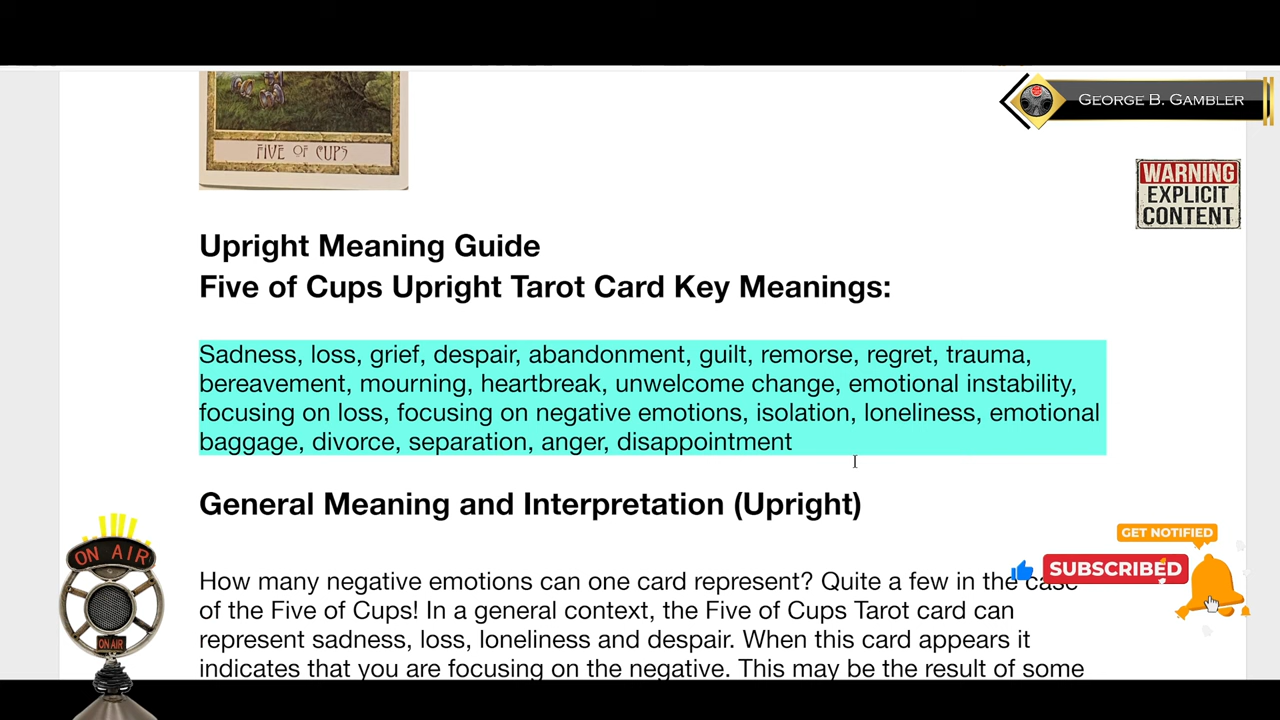 GEORGE B. GAMBLER
FIVE OF CUPS
WARNING
EXPLICIT
CONTENT
Upright Meaning Guide
Five of Cups Upright Tarot Card Key Meanings:
Sadness, loss, grief, despair, abandonment, guilt, remorse, regret, trauma,
bereavement, mourning, heartbreak, unwelcome change, emotional instability,
focusing on loss, focusing on negative emotions, isolation, loneliness, emotional
baggage, divorce, separation, anger, disappointment
General Meaning and Interpretation (Upright)
GET NOTIFIED
SUBSCRIBED
ON AIR
ON AIR
How many negative emotions can one card represent? Quite a few in the case
of the Five of Cups! In a general context, the Five of Cups Tarot card can
represent sadness, loss, loneliness and despair. When this card appears it
indicates that you are focusing on the negative. This may be the result of some